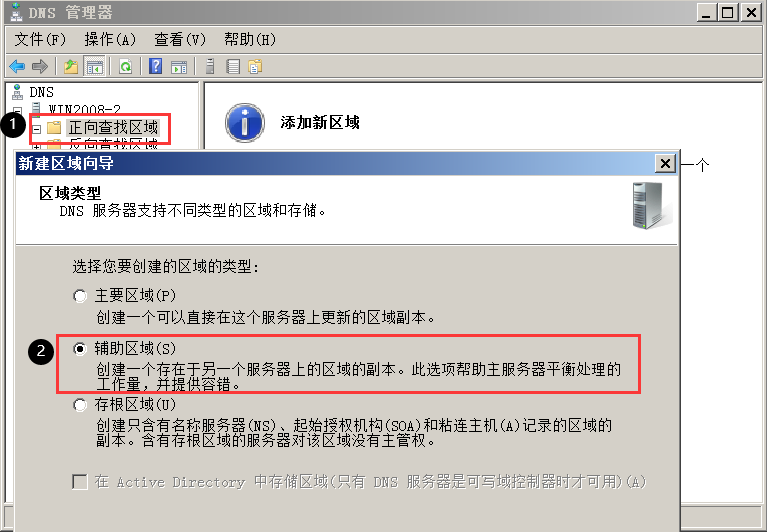 DNS 管理器
文件(F) 操作(A) 查看(V) 帮助(H)
DNS
WIN2008-2
1
正向查找区域
反向查找区域
添加新区域
一个
新建区域向导
区域类型
DNS 服务器支持不同类型的区域和存储。
选择您要创建的区域的类型:
主要区域(P)
创建一个可以直接在这个服务器上更新的区域副本。
2
辅助区域(S)
创建一个存在于另一个服务器上的区域的副本。此选项帮助主服务器平衡处理的
工作量，并提供容错。
存根区域(U)
创建只含有名称服务器(NS)、起始授权机构(SOA)和粘连主机(A)记录的区域的
副本。含有存根区域的服务器对该区域没有主管权。
在 Active Directory 中存储区域(只有 DNS 服务器是可写域控制器时才可用)(A)